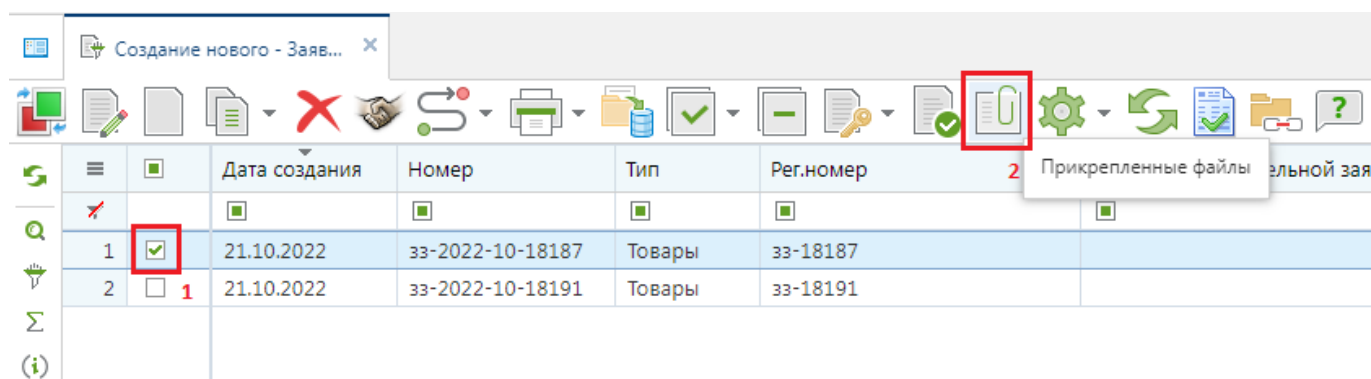 Создание нового - Заяв...
Дата создания Номер Тип Рег.номер 2 Прикрепленные файлы ельной зая
1 21.10.2022 зз-2022-10-18187 Товары зз-18187
2 1 21.10.2022 зз-2022-10-18191 Товары зз-18191